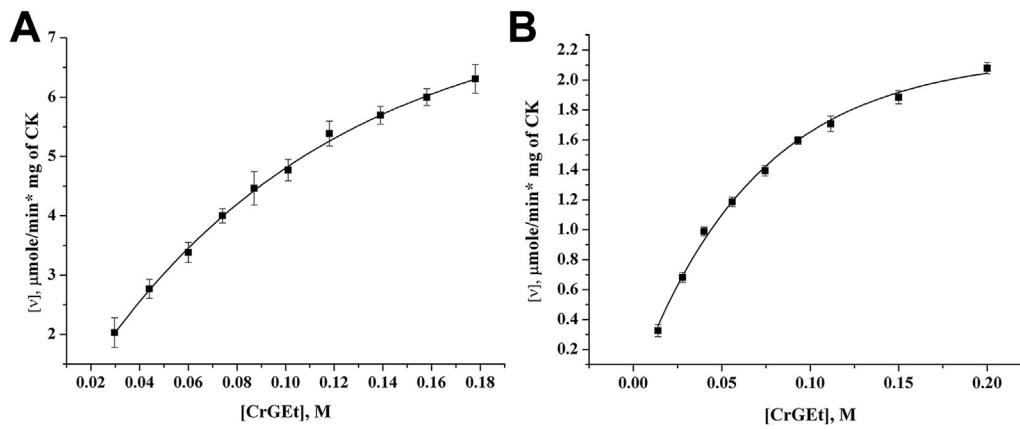 A
7
6
5
4
3
2
[ν], μmole/min* mg of CK
0.02 0.04 0.06 0.08 0.10 0.12 0.14 0.16 0.18
[CrGEt], M
B
2.2
2.0
1.8
1.6
1.4
1.2
1.0
0.8
0.6
0.4
0.2
[ν], μmole/min* mg of CK
0.00 0.05 0.10 0.15 0.20
[CrGEt], M